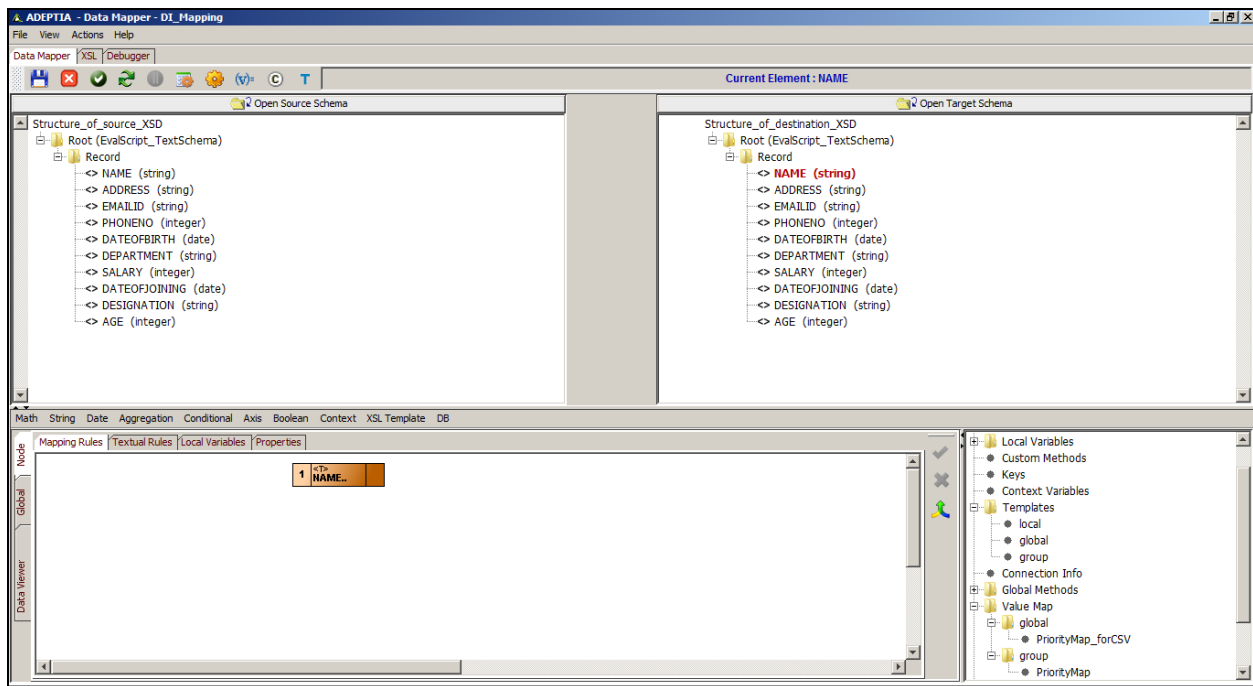 ADEPTIA - Data Mapper - DI_Mapping
File View Actions Help
Data Mapper XSL Debugger
(v)= © T Current Element : NAME
Open Source Schema Open Target Schema
Structure_of_source_XSD
Root (EvalScript_TextSchema)
Record
<> NAME (string)
<> ADDRESS (string)
<> EMAILID (string)
<> PHONENO (integer)
<> DATEOFBIRTH (date)
<> DEPARTMENT (string)
<> SALARY (integer)
<> DATEOFJOINING (date)
<> DESIGNATION (string)
<> AGE (integer)
Structure_of_destination_XSD
Root (EvalScript_TextSchema)
Record
<> NAME (string)
<> ADDRESS (string)
<> EMAILID (string)
<> PHONENO (integer)
<> DATEOFBIRTH (date)
<> DEPARTMENT (string)
<> SALARY (integer)
<> DATEOFJOINING (date)
<> DESIGNATION (string)
<> AGE (integer)
Math String Date Aggregation Conditional Axis Boolean Context XSL Template DB
Node
Global
Data Viewer
Mapping Rules Textual Rules Local Variables Properties
1 <T>
NAME..
Local Variables
Custom Methods
Keys
Context Variables
Templates
local
global
group
Connection Info
Global Methods
Value Map
global
PriorityMap_forCSV
group
PriorityMap